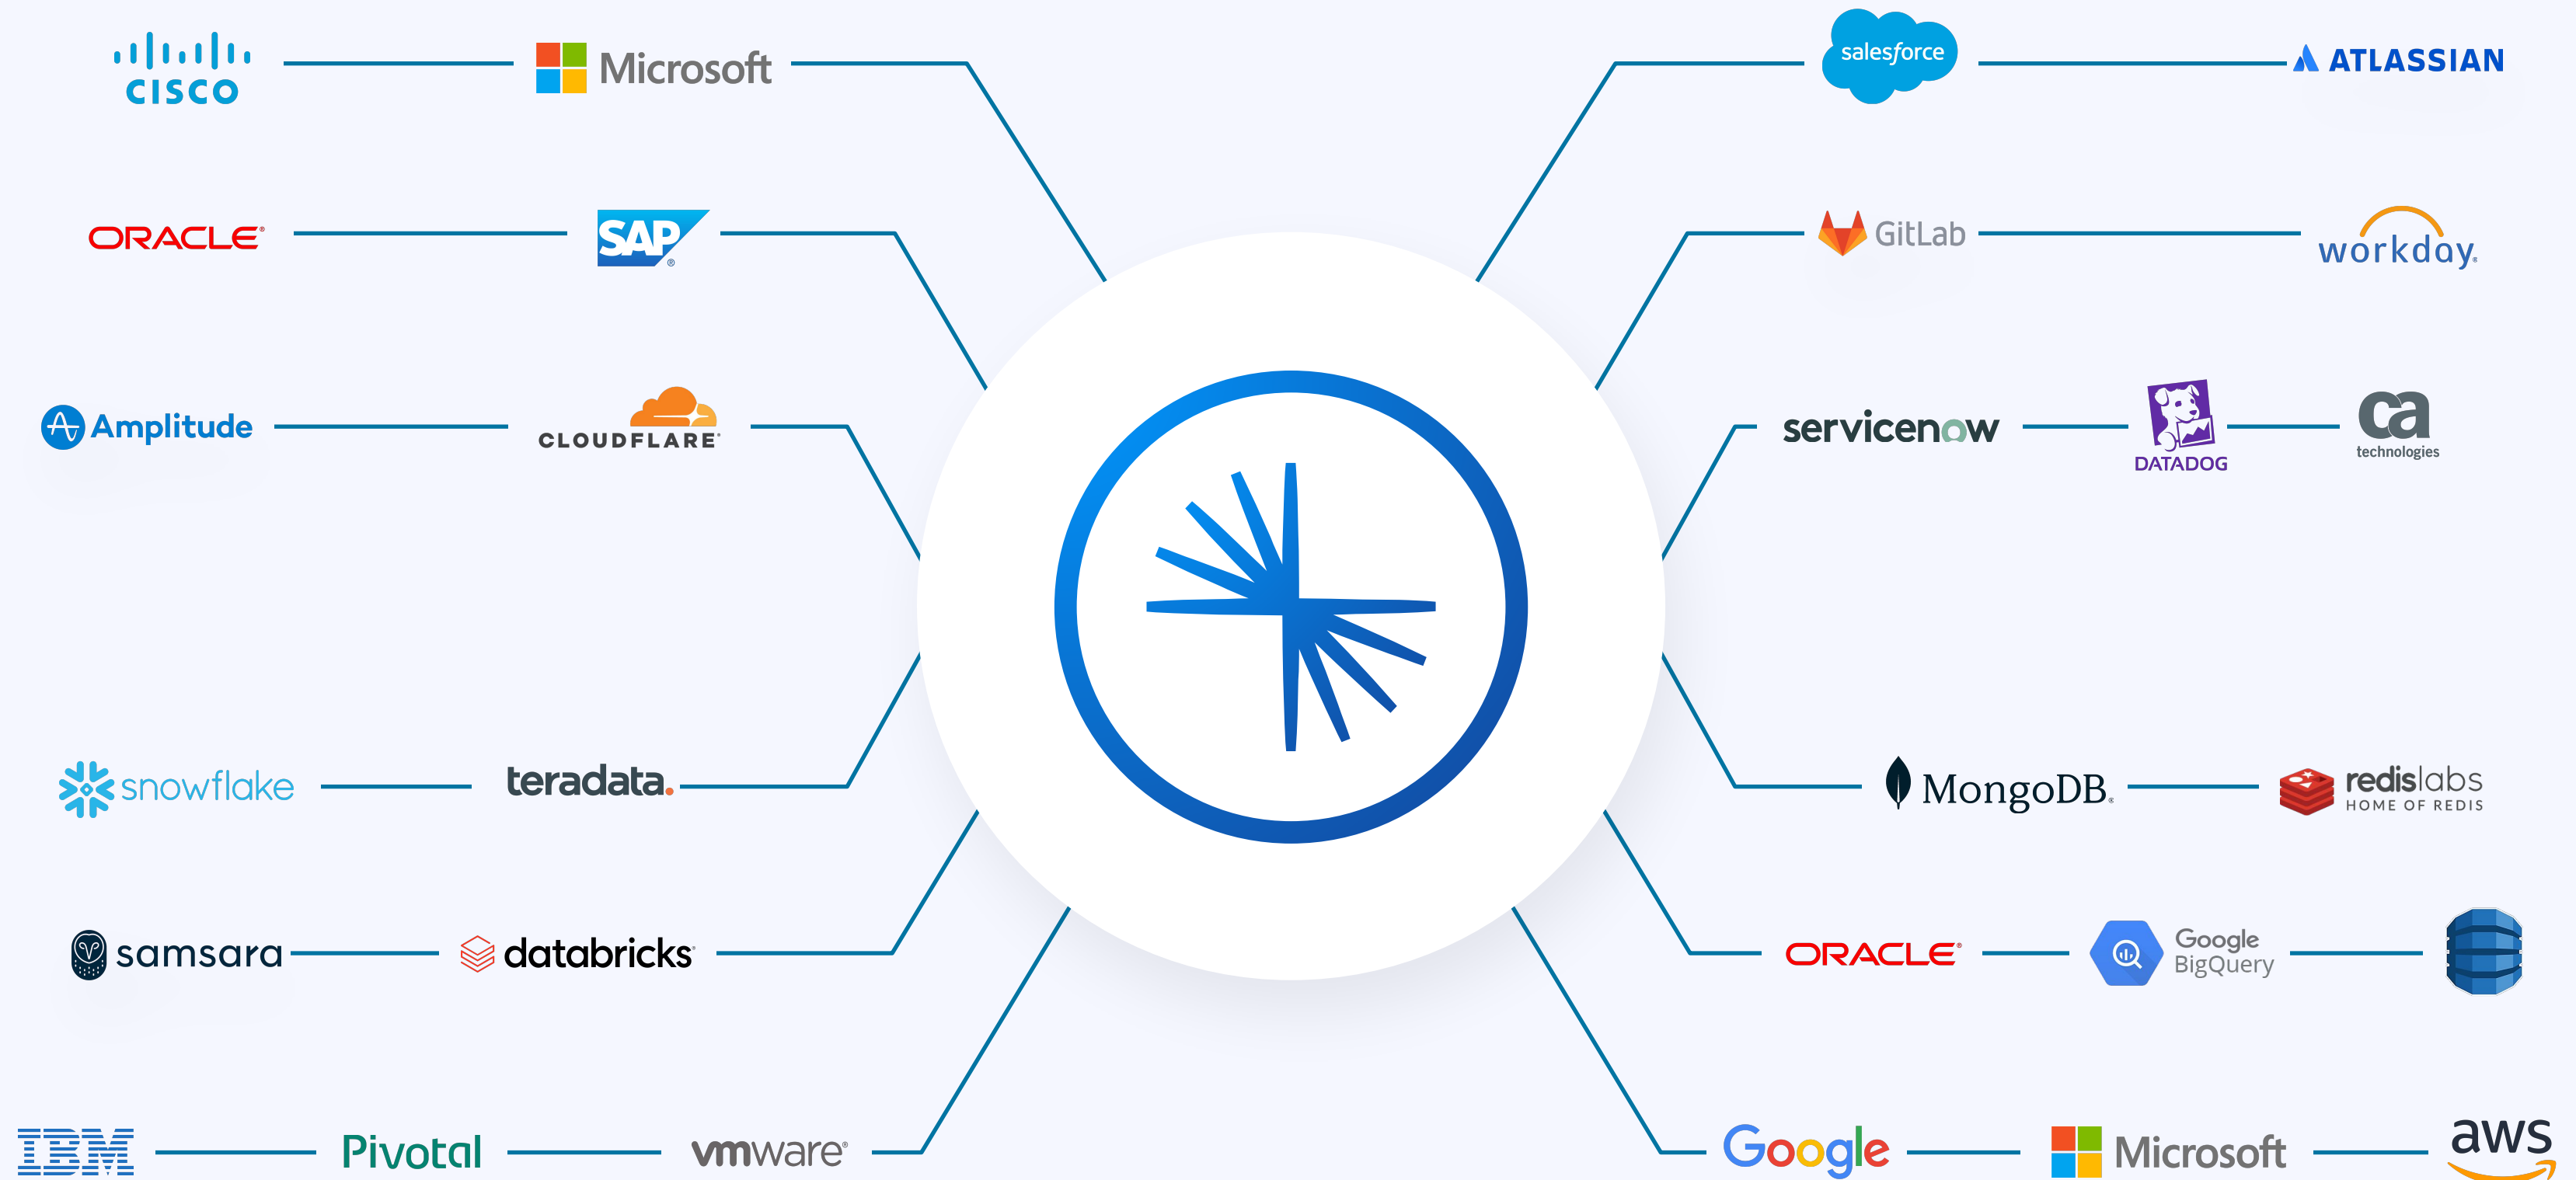 CISCO
Microsoft
salesforce
ATLASSIAN
ORACLE®
SAP®
GitLab
workday®
Amplitude
CLOUDFLARE®
servicenow
DATADOG
ca
technologies
snowflake
teradata.
MongoDB®
redislabs
HOME OF REDIS
samsara
databricks
ORACLE®
Google
BigQuery
IBM
Pivotal
vmware®
Google
Microsoft
aws